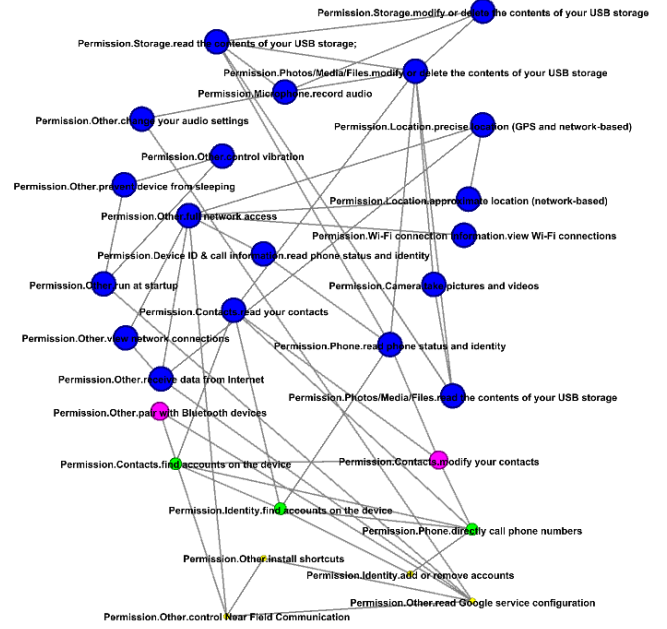 Permission.Storage.modify or delete the contents of your USB storage
Permission.Storage.read the contents of your USB storage;
Permission.Photos/Media/Files.modify or delete the contents of your USB storage
Permission.Microphone.record audio
Permission.Other.change your audio settings
Permission.Location.precise location (GPS and network-based)
Permission.Other.control vibration
Permission.Other.prevent device from sleeping
Permission.Location.approximate location (network-based)
Permission.Other.full network access
Permission.Wi-Fi connection information.view Wi-Fi connections
Permission.Device ID & call information.read phone status and identity
Permission.Other.run at startup
Permission.Camera.take pictures and videos
Permission.Contacts.read your contacts
Permission.Other.view network connections
Permission.Phone.read phone status and identity
Permission.Other.receive data from Internet
Permission.Photos/Media/Files.read the contents of your USB storage
Permission.Other.pair with Bluetooth devices
Permission.Contacts.find accounts on the device
Permission.Contacts.modify your contacts
Permission.Identity.find accounts on the device
Permission.Phone.directly call phone numbers
Permission.Other.install shortcuts
Permission.Identity.add or remove accounts
Permission.Other.read Google service configuration
Permission.Other.control Near Field Communication